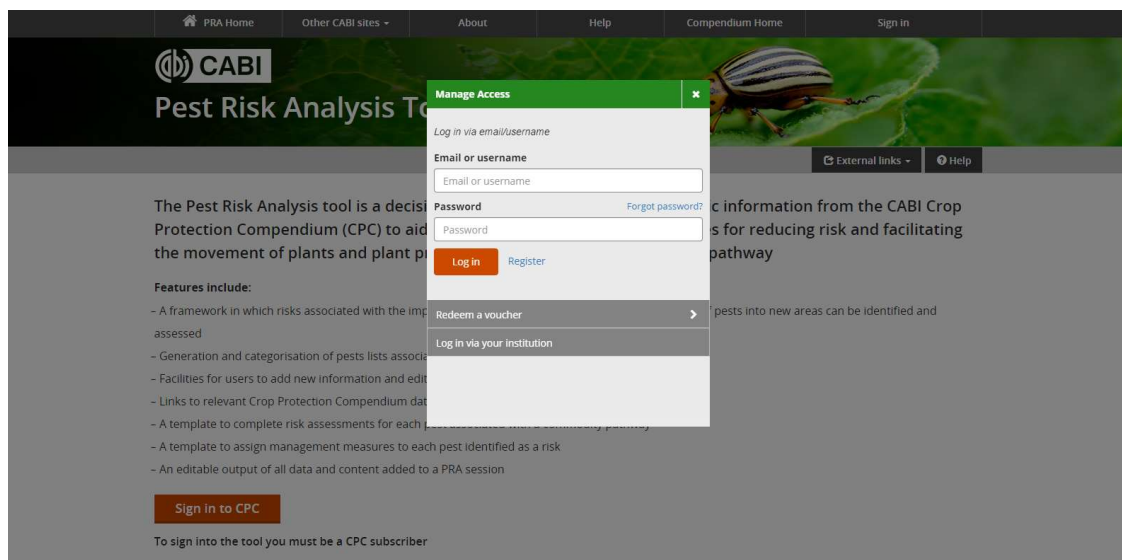 PRA Home Other CABI sites About Help Compendium Home Sign in
CABI
Pest Risk Analysis
Manage Access
Log in via email/username
Email or username
Email or username
Password Forgot password?
Password
Log in Register
Redeem a voucher
Log in via your institution
External links Help
The Pest Risk Analysis tool is a c information from the CABI Crop
Protection Compendium (CPC) to aid s for reducing risk and facilitating
the movement of plants and plant pathway
Features include:
– A framework in which risks associated with the pests into new areas can be identified and
assessed
– Generation and categorisation of pests lists
– Facilities for users to add new information and
– Links to relevant Crop Protection Compendium
– A template to complete risk assessments for each pest associated with a commodity pathway
– A template to assign management measures to each pest identified as a risk
– An editable output of all data and content added to a PRA session
Sign in to CPC
To sign into the tool you must be a CPC subscriber